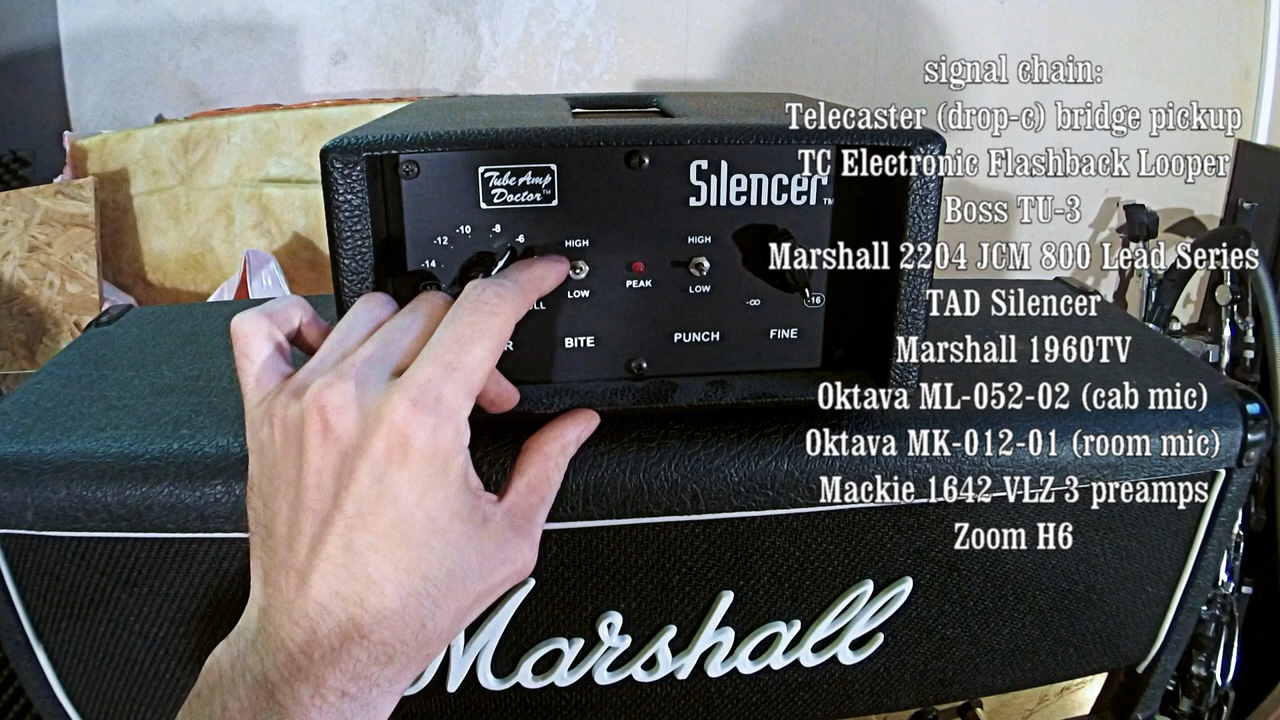 signal chain:
Telecaster (drop-c) bridge pickup
TC Electronic Flashback Looper
Boss TU-3
Marshall 2204 JCM 800 Lead Series
TAD Silencer
Marshall 1960TV
Oktava ML-052-02 (cab mic)
Oktava MK-012-01 (room mic)
Mackie 1642-VLZ 3 preamps
Zoom H6
Tube Amp
Doctor™
Silencer™
-14 -12 -10 -8 -6
HIGH
LOW
PEAK
HIGH
LOW
-∞ -16
BITE
PUNCH
FINE
Marshall